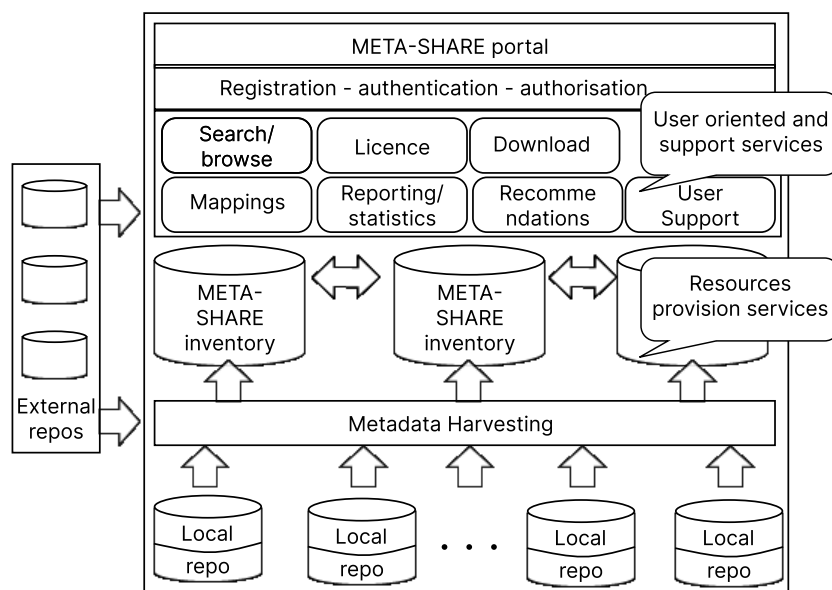 META-SHARE portal
Registration - authentication - authorisation
User oriented and
support services
Search/
browse
Licence
Download
Mappings
Reporting/
statistics
Recomme
ndations
User
Support
META-
SHARE
inventory
META-
SHARE
inventory
Resources
provision services
External
repos
Metadata Harvesting
Local
repo
Local
repo
. . .
Local
repo
Local
repo